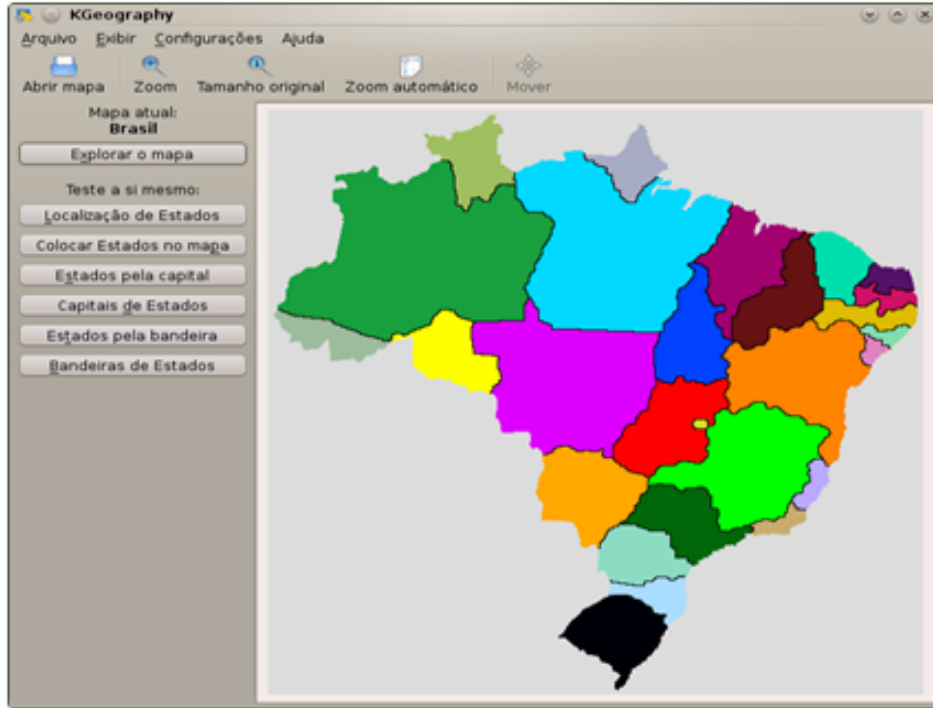 KGeography
Arquivo Exibir Configurações Ajuda
Abrir mapa Zoom Tamanho original Zoom automático Mover
Mapa atual:
Brasil
Explorar o mapa
Teste a si mesmo:
Localização de Estados
Colocar Estados no mapa
Estados pela capital
Capitais de Estados
Estados pela bandeira
Bandeiras de Estados